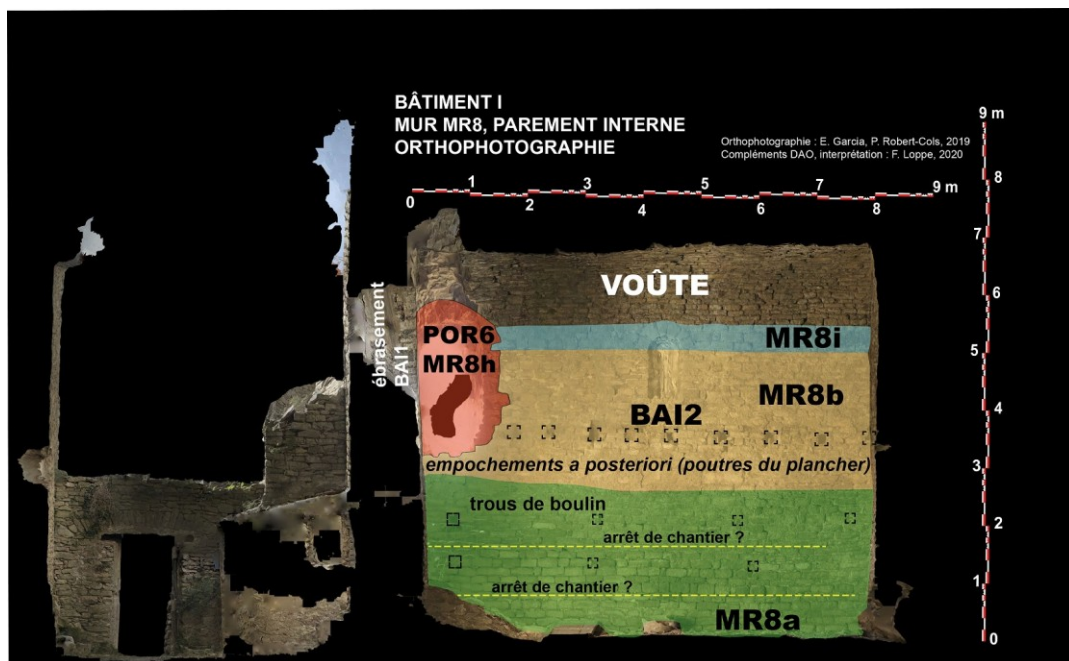 BÂTIMENT I
MUR MR8, PAREMENT INTERNE
ORTHOPHOTOGRAPHIE
Orthophotographie : E. Garcia, P. Robert-Cols, 2019
Compléments DAO, interprétation : F. Loppe, 2020
9 m
8
7
6
5
4
3
2
1
0
1 3 5 7 9 m
0 2 4 6 8
VOÛTE
ébrasement
BAI1
POR6
MR8h
MR8i
MR8b
BAI2
empochements a posteriori (poutres du plancher)
trous de boulin
arrêt de chantier ?
arrêt de chantier ?
MR8a